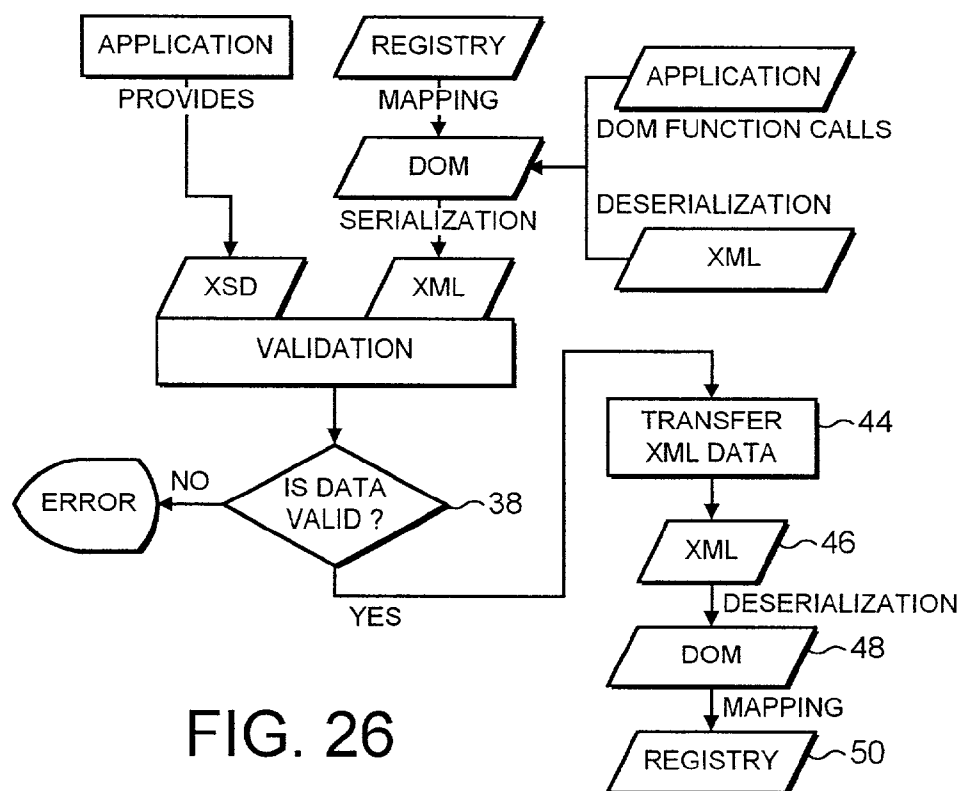 APPLICATION
PROVIDES
REGISTRY
MAPPING
DOM
SERIALIZATION
APPLICATION
DOM FUNCTION CALLS
DESERIALIZATION
XML
XSD
XML
VALIDATION
IS DATA
VALID ?
38
NO
ERROR
YES
TRANSFER
XML DATA
44
XML
46
DESERIALIZATION
DOM
48
MAPPING
REGISTRY
50
FIG. 26